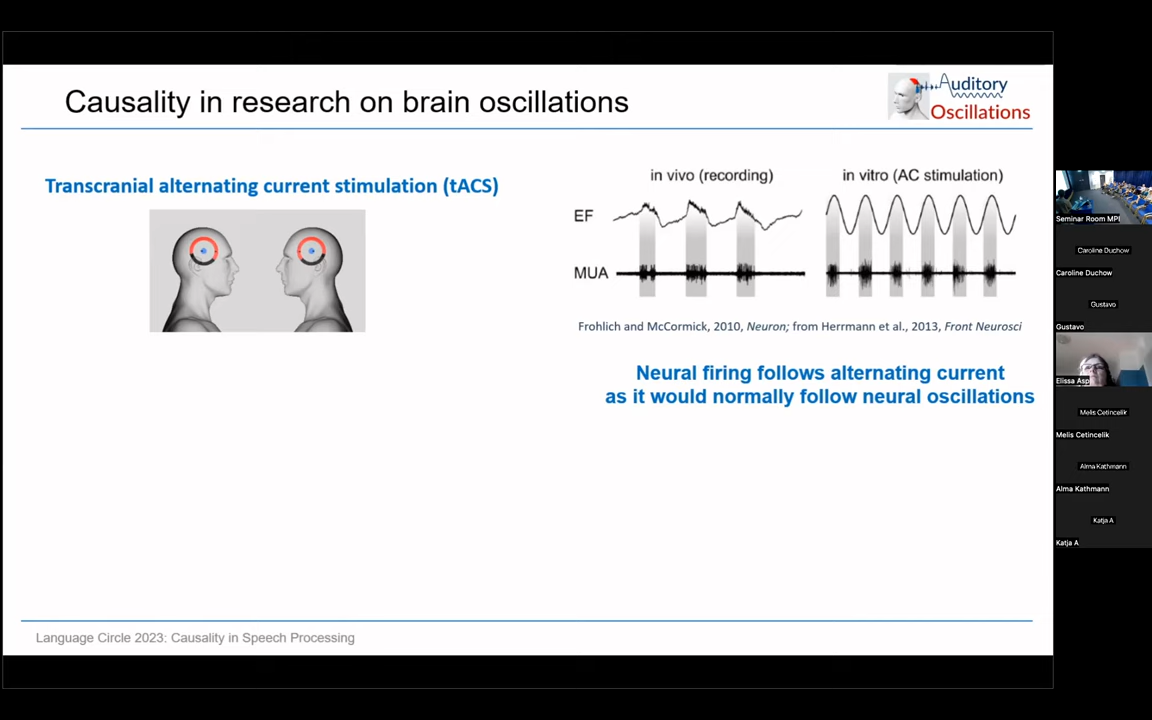 Causality in research on brain oscillations
Auditory
Oscillations
Transcranial alternating current stimulation (tACS)
in vivo (recording)
in vitro (AC stimulation)
EF
MUA
Frohlich and McCormick, 2010, Neuron; from Herrmann et al., 2013, Front Neurosci
Neural firing follows alternating current
as it would normally follow neural oscillations
Language Circle 2023: Causality in Speech Processing
Seminar Room MPI
Caroline Duchow
Caroline Duchow
Gustavo
Gustavo
Elissa Asp
Melis Cetincelik
Melis Cetincelik
Alma Kathmann
Alma Kathmann
Katja A
Katja A